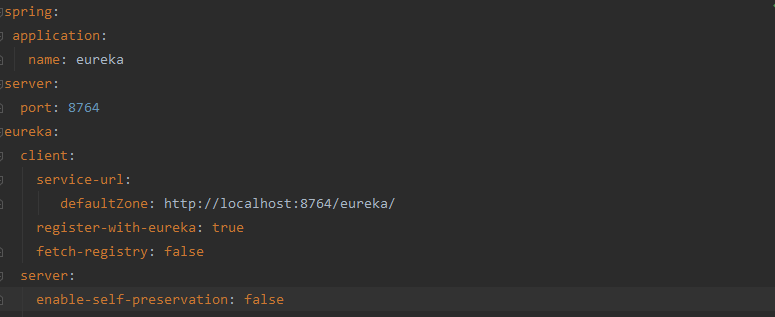 spring:
 application:
   name: eureka
server:
  port: 8764
eureka:
  client:
    service-url:
       defaultZone: http://localhost:8764/eureka/
    register-with-eureka: true
    fetch-registry: false
  server:
    enable-self-preservation: false